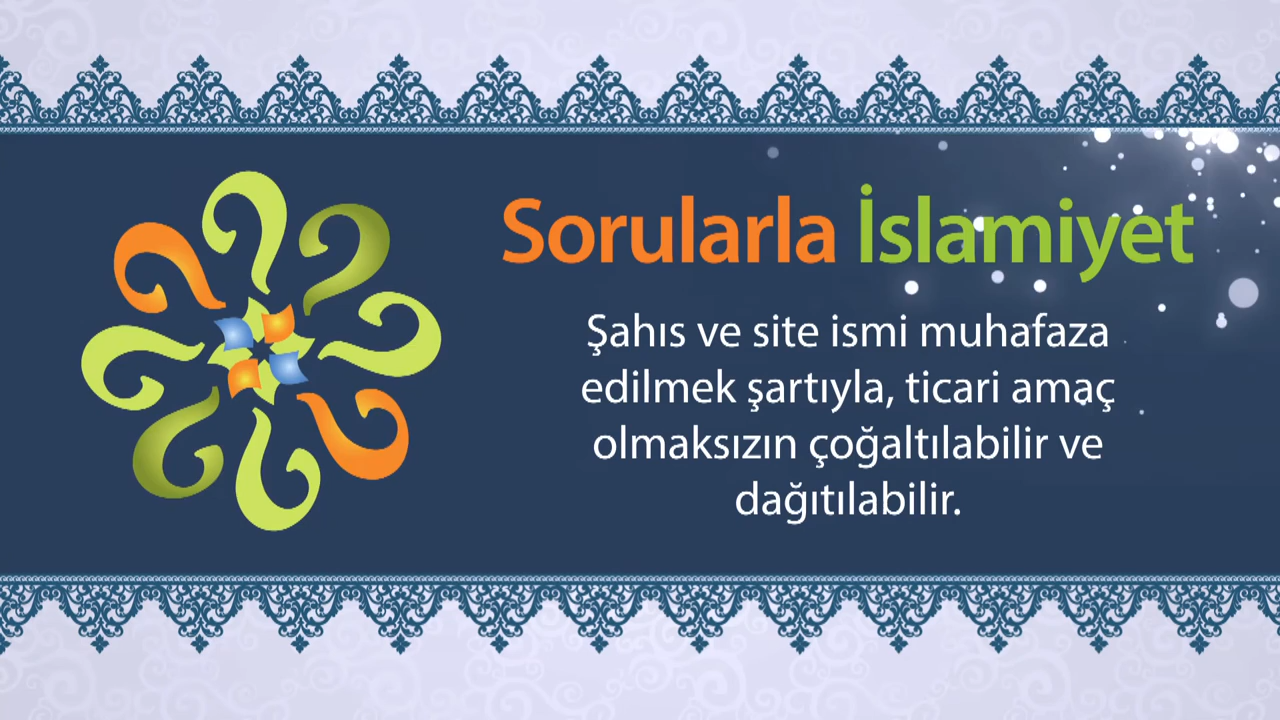 Sorularla İslamiyet
Şahıs ve site ismi muhafaza
edilmek şartıyla, ticari amaç
olmaksızın çoğaltılabilir ve
dağıtılabilir.